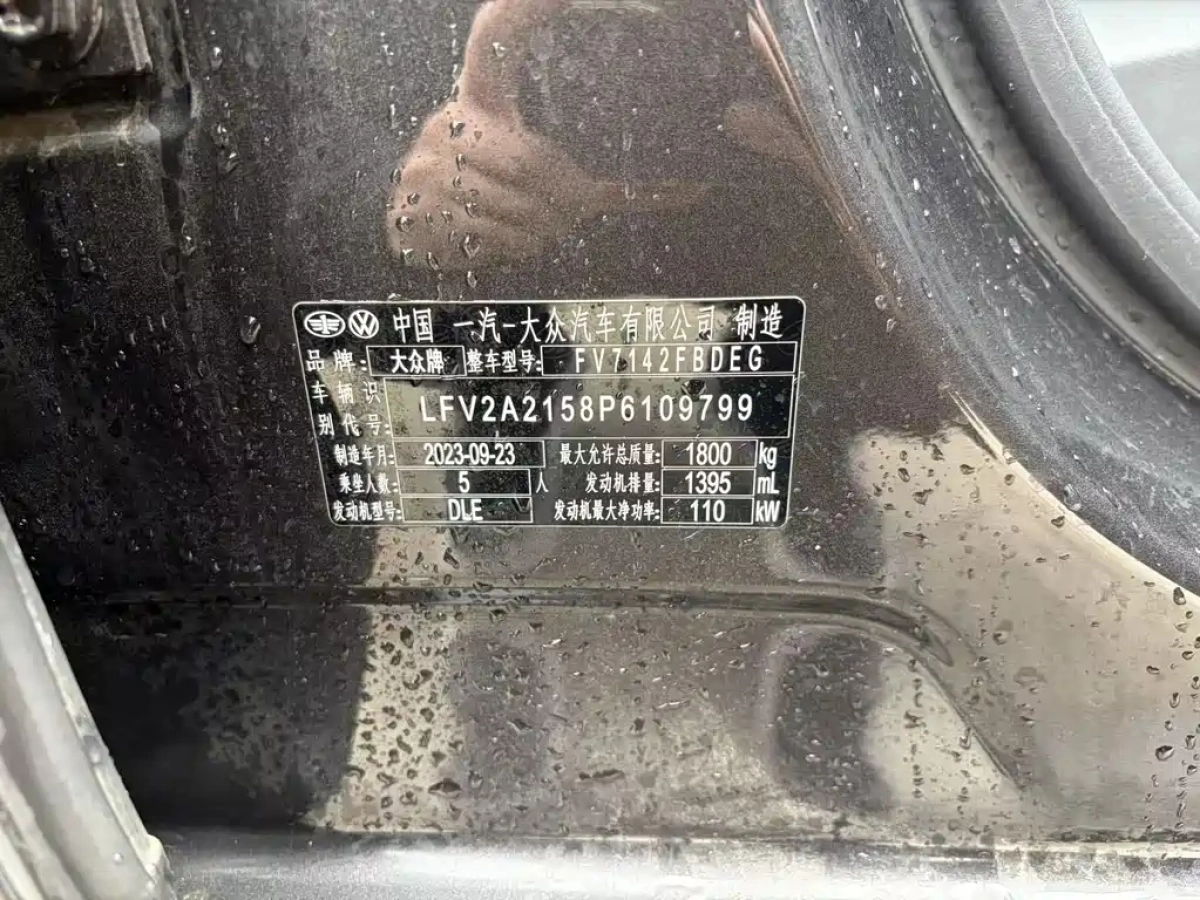 中国 一汽-大众汽车有限公司 制造
品牌: 大众牌 整车型号: FV7142FBDEG
车辆识别代号: LFV2A2158P6109799
制造年月: 2023-09-23 最大允许总质量: 1800 kg
乘坐人数: 5 人 发动机排量: 1395 mL
发动机型号: DLE 发动机最大净功率: 110 kW